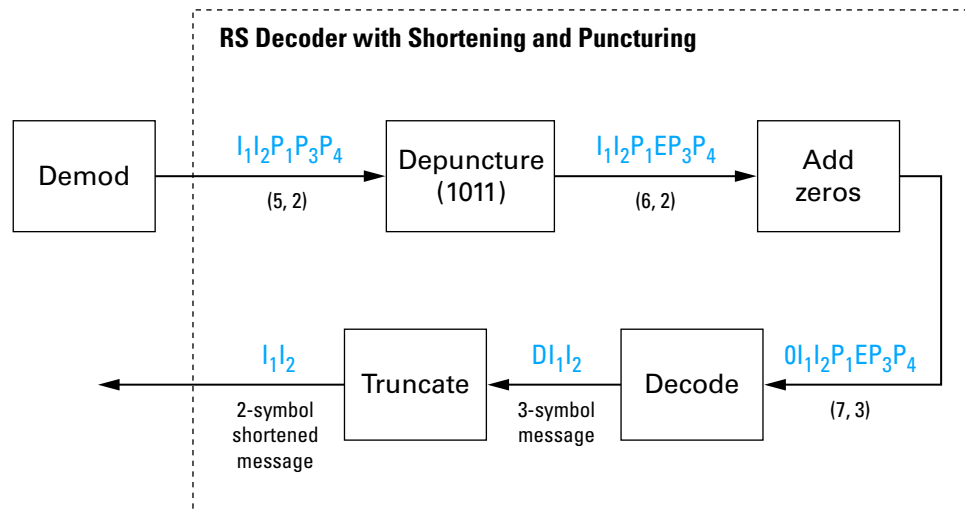 RS Decoder with Shortening and Puncturing
Demod
I₁I₂P₁P₃P₄
(5, 2)
Depuncture
(1011)
I₁I₂P₁EP₃P₄
(6, 2)
Add
zeros
0I₁I₂P₁EP₃P₄
(7, 3)
Decode
DI₁I₂
3-symbol
message
Truncate
I₁I₂
2-symbol
shortened
message